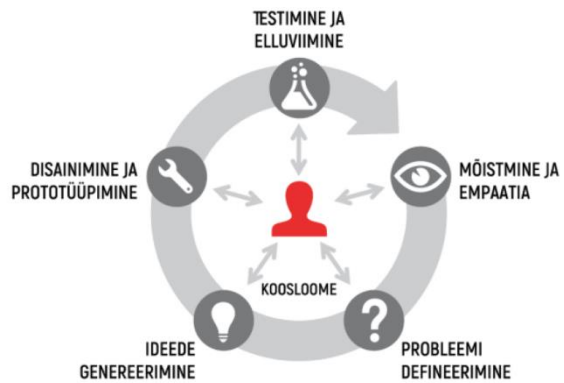 TESTIMINE JA
ELLUVIIMINE
DISAINIMINE JA
PROTOTÜÜPIMINE
MÕISTMINE JA
EMPAATIA
KOOSLOOME
IDEEDE
GENEREERIMINE
PROBLEEMI
DEFINEERIMINE